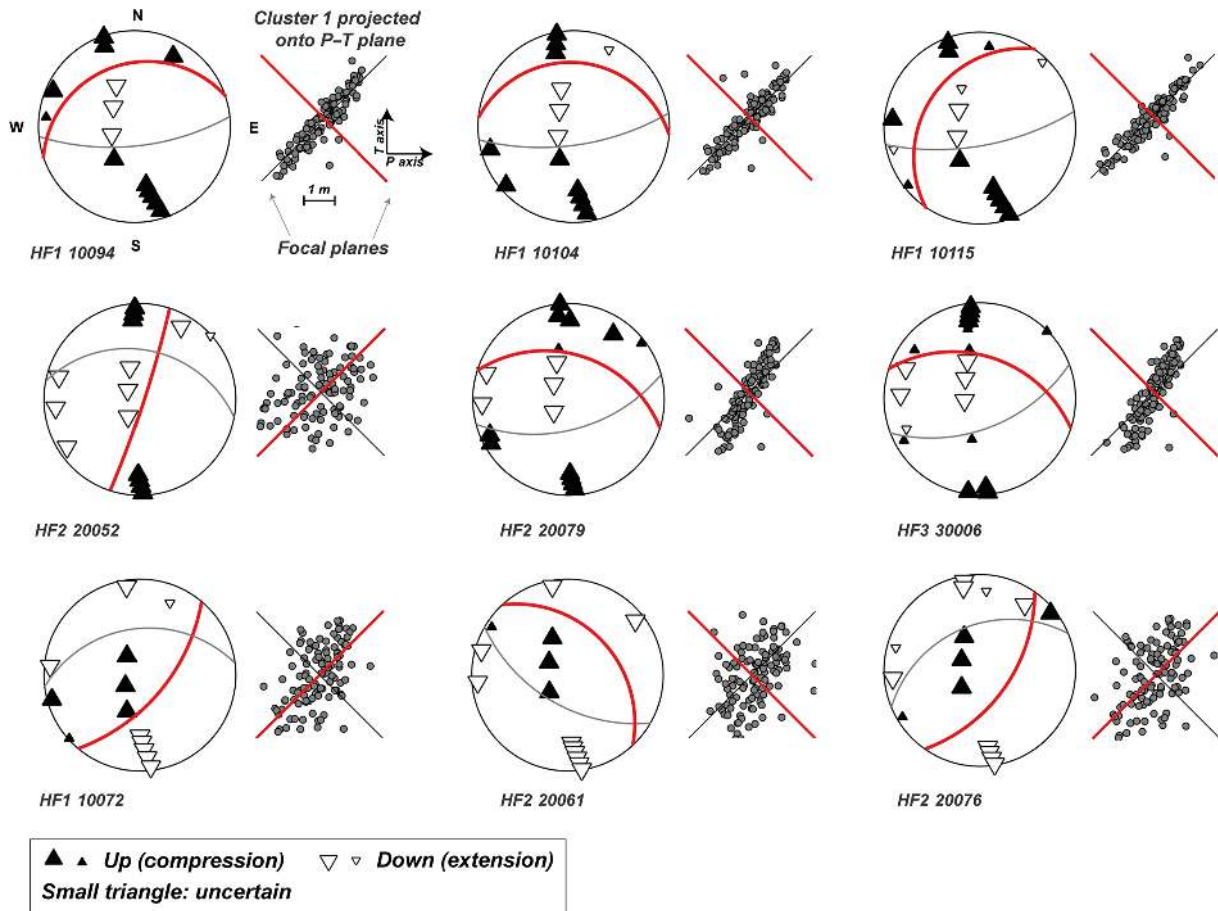 N
Cluster 1 projected
onto P–T plane
W
E
T axis
P axis
1 m
S
Focal planes
HF1 10094
HF1 10104
HF1 10115
HF2 20052
HF2 20079
HF3 30006
HF1 10072
HF2 20061
HF2 20076
Up (compression) Down (extension)
Small triangle: uncertain